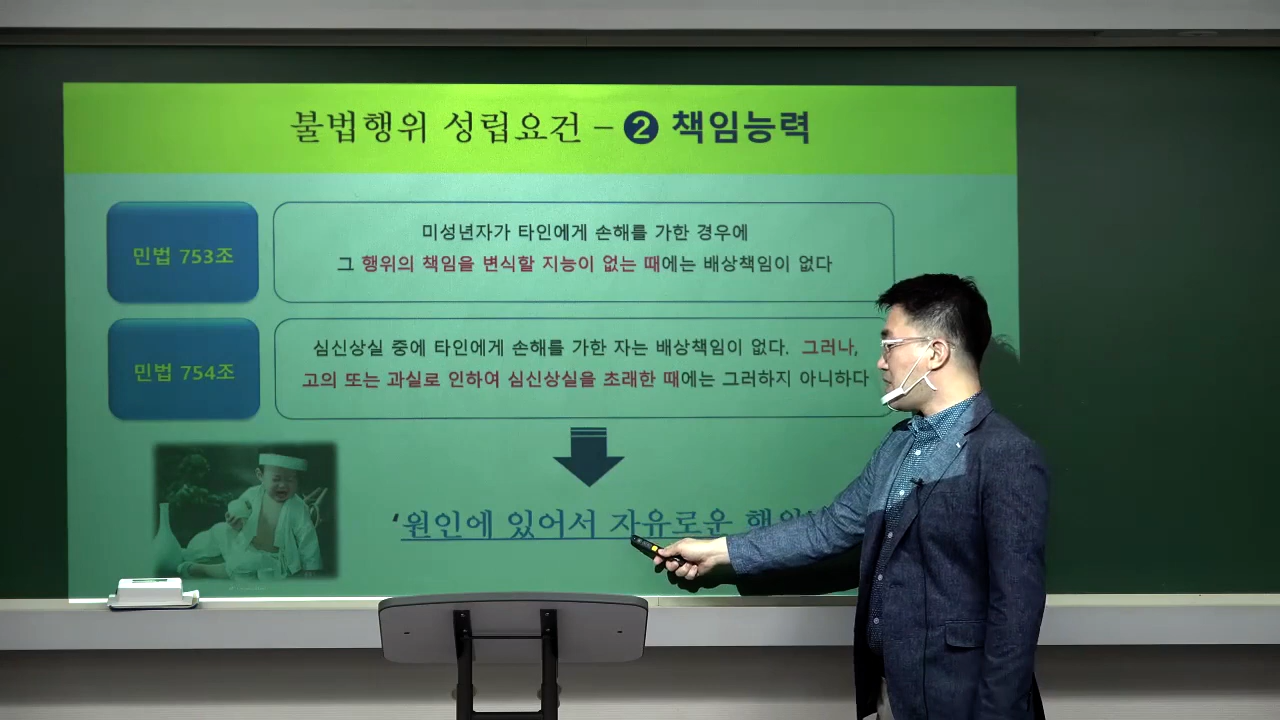 불법행위 성립요건 – ❷ 책임능력
민법 753조
미성년자가 타인에게 손해를 가한 경우에
그 행위의 책임을 변식할 지능이 없는 때에는 배상책임이 없다
민법 754조
심신상실 중에 타인에게 손해를 가한 자는 배상책임이 없다. 그러나,
고의 또는 과실로 인하여 심신상실을 초래한 때에는 그러하지 아니하다
‘원인에 있어서 자유로운 행위’